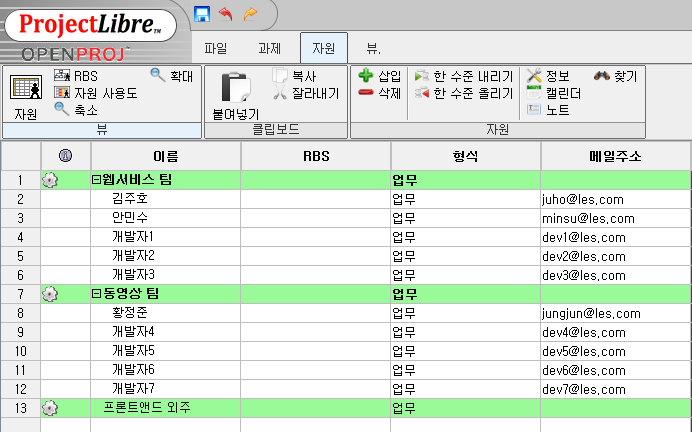 ProjectLibre™
OPENPROJ
파일 과제 자원 뷰.
자원 RBS 확대 자원 사용도 축소 뷰
붙여넣기 복사 잘라내기 클립보드
삽입 삭제 한 수준 내리기 한 수준 올리기 정보 캘린더 노트 찾기 자원
이름 RBS 형식 메일주소
1 웹서비스 팀 업무
2 김주호 업무 juho@les.com
3 안민수 업무 minsu@les.com
4 개발자1 업무 dev1@les.com
5 개발자2 업무 dev2@les.com
6 개발자3 업무 dev3@les.com
7 동영상 팀 업무
8 황정준 업무 jungjun@les.com
9 개발자4 업무 dev4@les.com
10 개발자5 업무 dev5@les.com
11 개발자6 업무 dev6@les.com
12 개발자7 업무 dev7@les.com
13 프론트앤드 외주 업무